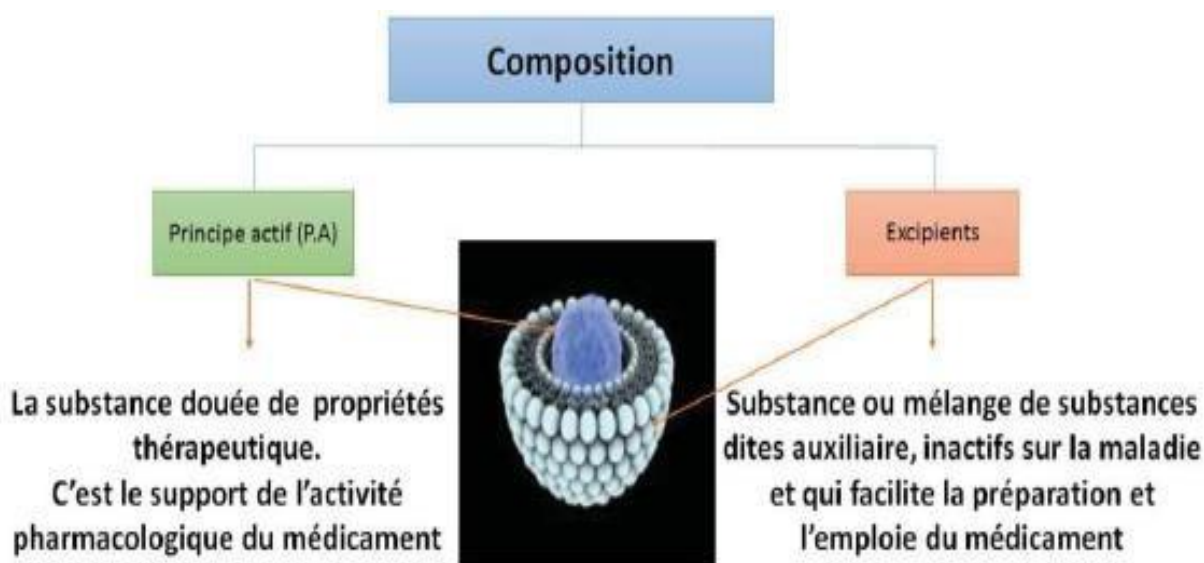 Composition
Principe actif (P.A)
Excipients
La substance douée de propriétés
thérapeutique.
C'est le support de l'activité
pharmacologique du médicament
Substance ou mélange de substances
dites auxiliaire, inactifs sur la maladie
et qui facilite la préparation et
l'emploie du médicament